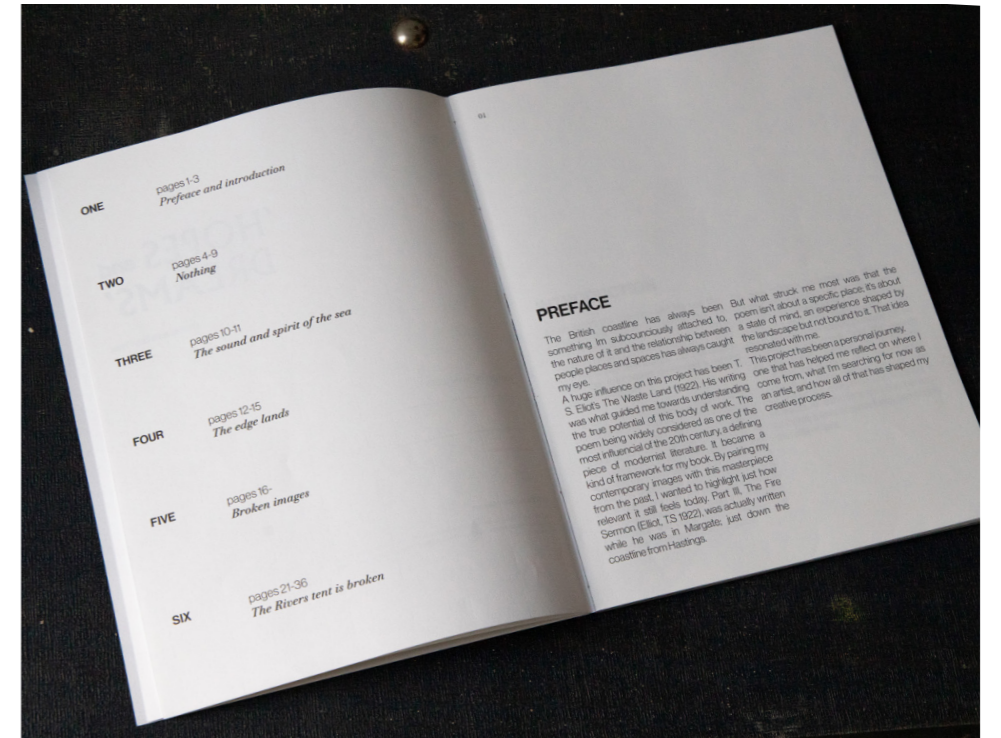 ONE
pages 1-3
Prefeace and introduction
TWO
pages 4-9
Nothing
THREE
pages 10-11
The sound and spirit of the sea
FOUR
pages 12-15
The edge lands
FIVE
pages 16-
Broken images
SIX
pages 21-36
The Rivers tent is broken
PREFACE
The British coastline has always been
something im subcounciously attached to,
the nature of it and the relationship between
people places and spaces has always caught
my eye.
A huge influence on this project has been T.
S. Eliot's The Waste Land (1922). His writing
was what guided me towards understanding
the true potential of this body of work. The
poem being widely considered as one of the
most influencial of the 20th century, a defining
piece of modernist literature. It became a
kind of framework for my book. By pairing my
contemporary images with this masterpiece
from the past, I wanted to highlight just how
relevant it still feels today. Part III, The Fire
Sermon (Elliot, T.S 1922), was actually written
while he was in Margate; just down the
coastline from Hastings.
But what struck me most was that the
poem isn't about a specific place, it's about
a state of mind, an experience shaped by
the landscape but not bound to it. That idea
resonated with me.
This project has been a personal journey,
one that has helped me reflect on where I
come from, what I'm searching for now as
an artist, and how all of that has shaped my
creative process.